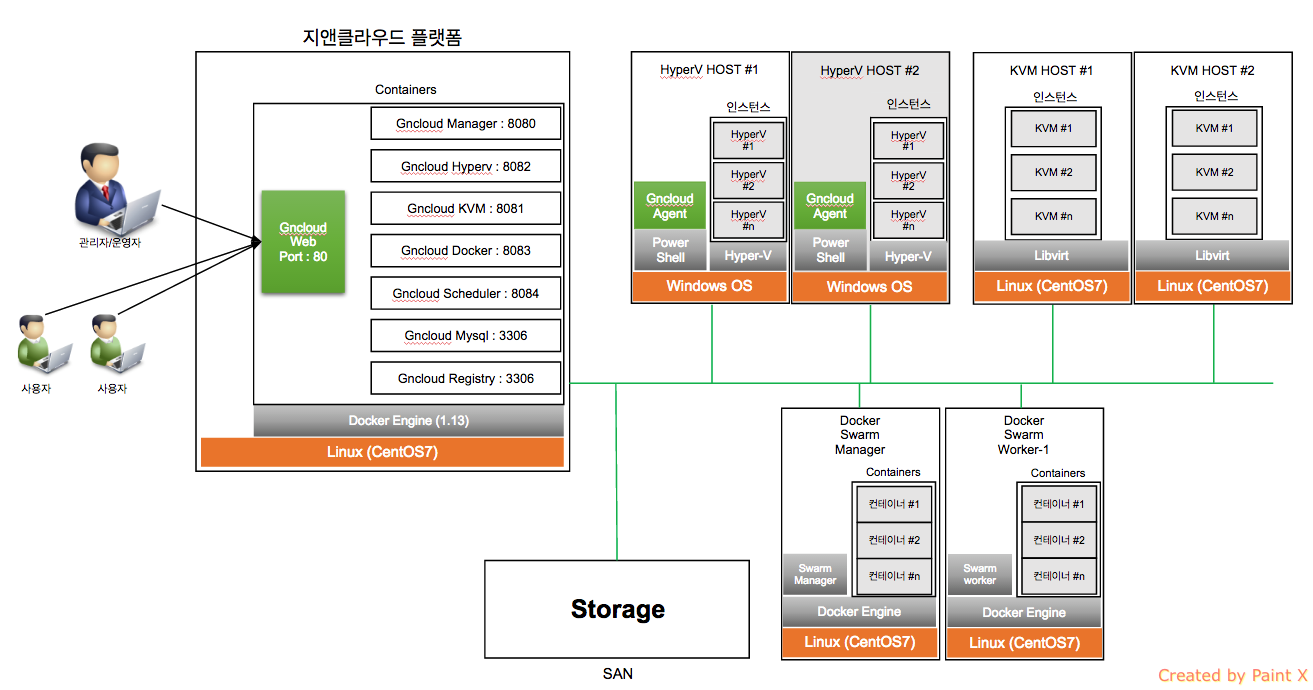 지앤클라우드 플랫폼
Containers
Gncloud Manager : 8080
Gncloud Hyperv : 8082
Gncloud KVM : 8081
Gncloud Docker : 8083
Gncloud Scheduler : 8084
Gncloud Mysql : 3306
Gncloud Registry : 3306
Gncloud
Web
Port : 80
Docker Engine (1.13)
Linux (CentOS7)
관리자/운영자
사용자
사용자
HyperV HOST #1
인스턴스
HyperV
#1
HyperV
#2
HyperV
#n
Gncloud
Agent
Power
Shell
Hyper-V
Windows OS
HyperV HOST #2
인스턴스
HyperV
#1
HyperV
#2
HyperV
#n
Gncloud
Agent
Power
Shell
Hyper-V
Windows OS
KVM HOST #1
인스턴스
KVM #1
KVM #2
KVM #n
Libvirt
Linux (CentOS7)
KVM HOST #2
인스턴스
KVM #1
KVM #2
KVM #n
Libvirt
Linux (CentOS7)
Docker
Swarm
Manager
Containers
컨테이너 #1
컨테이너 #2
컨테이너 #n
Swarm
Manager
Docker Engine
Linux (CentOS7)
Docker
Swarm
Worker-1
Containers
컨테이너 #1
컨테이너 #2
컨테이너 #n
Swarm
worker
Docker Engine
Linux (CentOS7)
Storage
SAN
Created by Paint X